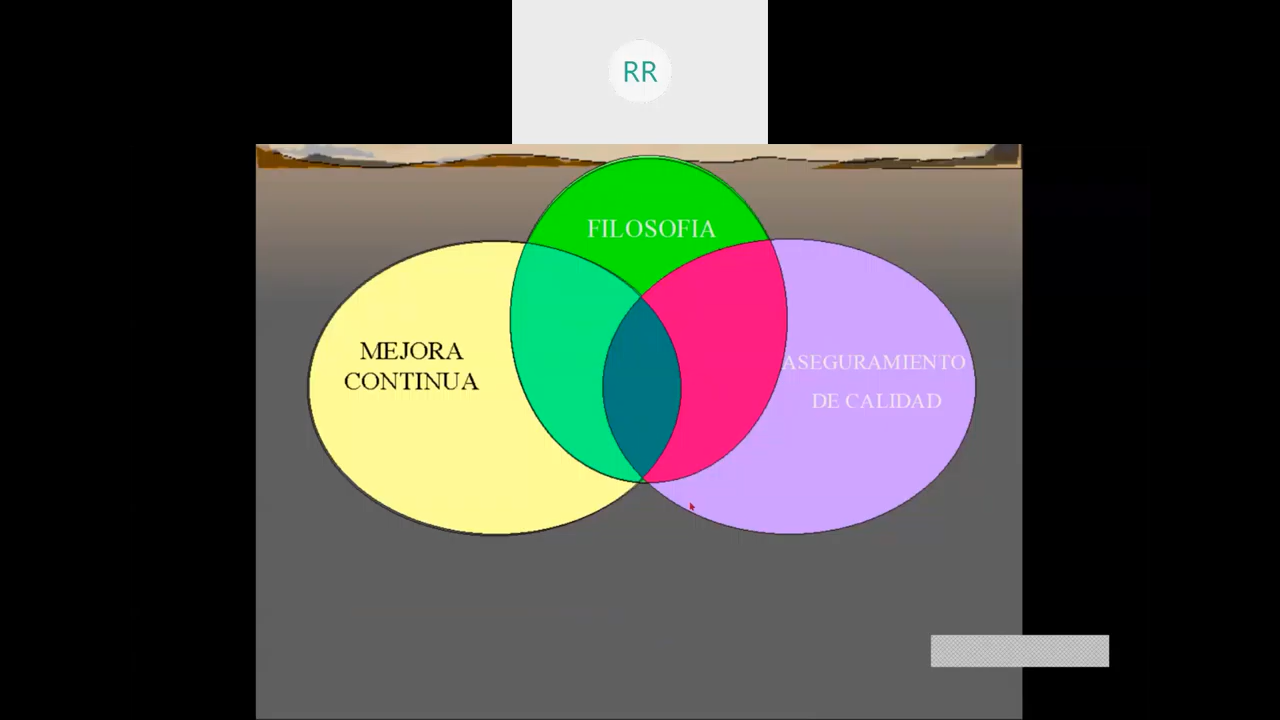 RR
FILOSOFIA
MEJORA
CONTINUA
ASEGURAMIENTO
DE CALIDAD